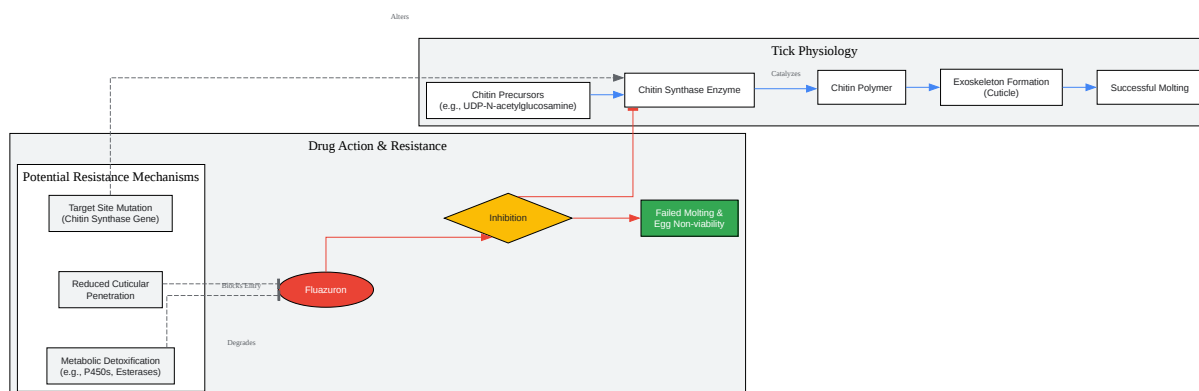 Alters
Tick Physiology
Chitin Precursors
(e.g., UDP-N-acetylglucosamine)
Chitin Synthase Enzyme
Catalyzes
Chitin Polymer
Exoskeleton Formation
(Cuticle)
Successful Molting
Drug Action & Resistance
Potential Resistance Mechanisms
Target Site Mutation
(Chitin Synthase Gene)
Inhibition
Failed Molting &
Egg Non-viability
Reduced Cuticular
Penetration
Blocks Entry
Fluazuron
Degrades
Metabolic Detoxification
(e.g., P450s, Esterases)